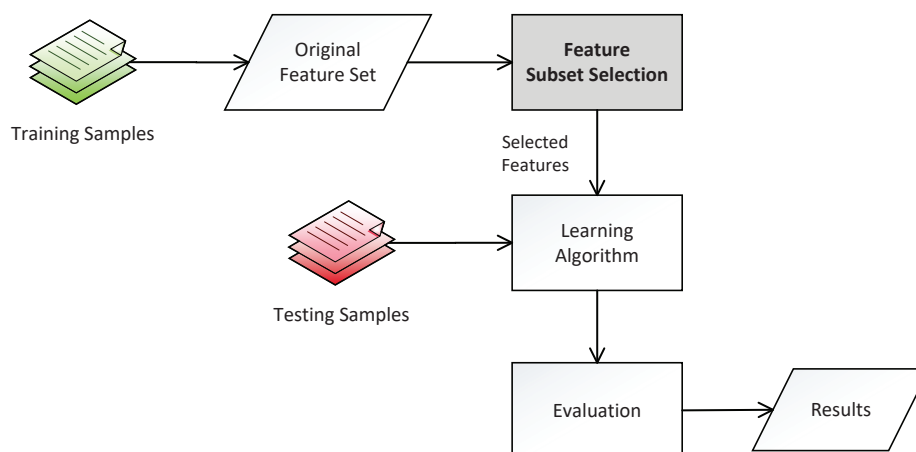 Original
Feature Set
Feature
Subset Selection
Training Samples
Selected
Features
Learning
Algorithm
Testing Samples
Evaluation
Results